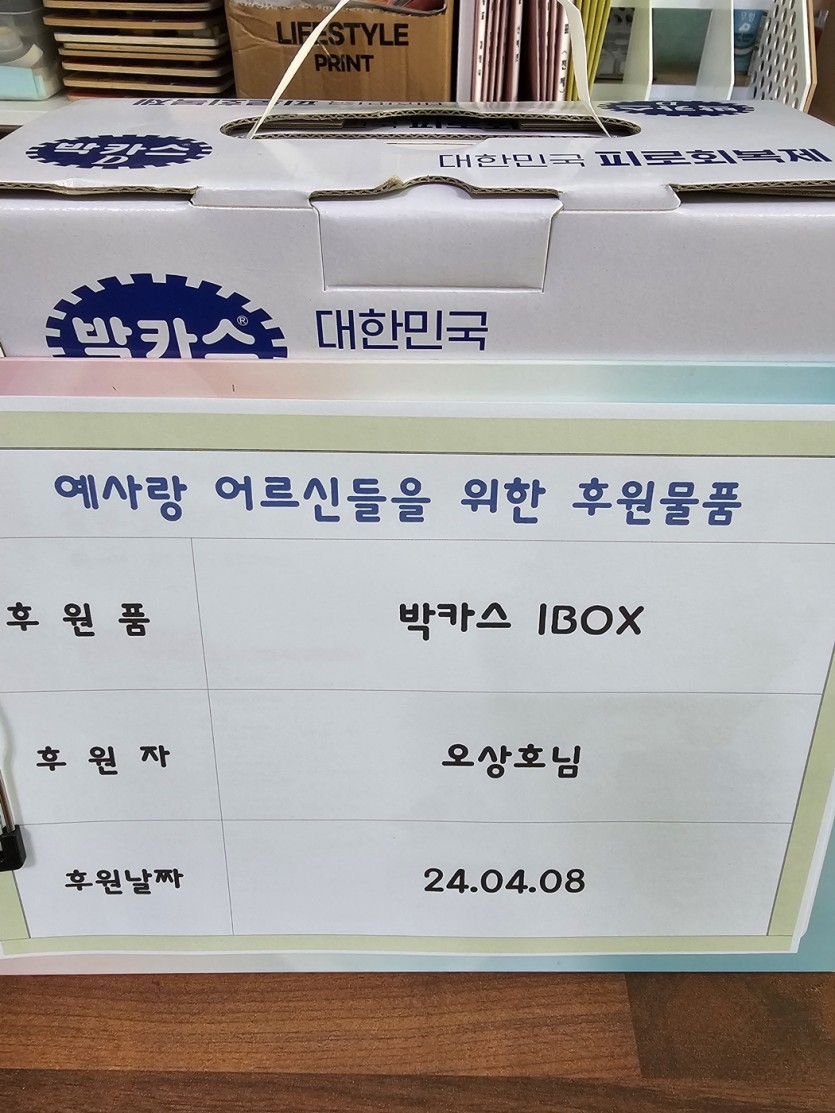 LIFESTYLE
PRINT
박카스
D
대한민국 피로회복제
박카스®
대한민국
예사랑 어르신들을 위한 후원물품
후 원 품 박카스 1BOX
후 원 자 오상호님
후원날짜 24.04.08